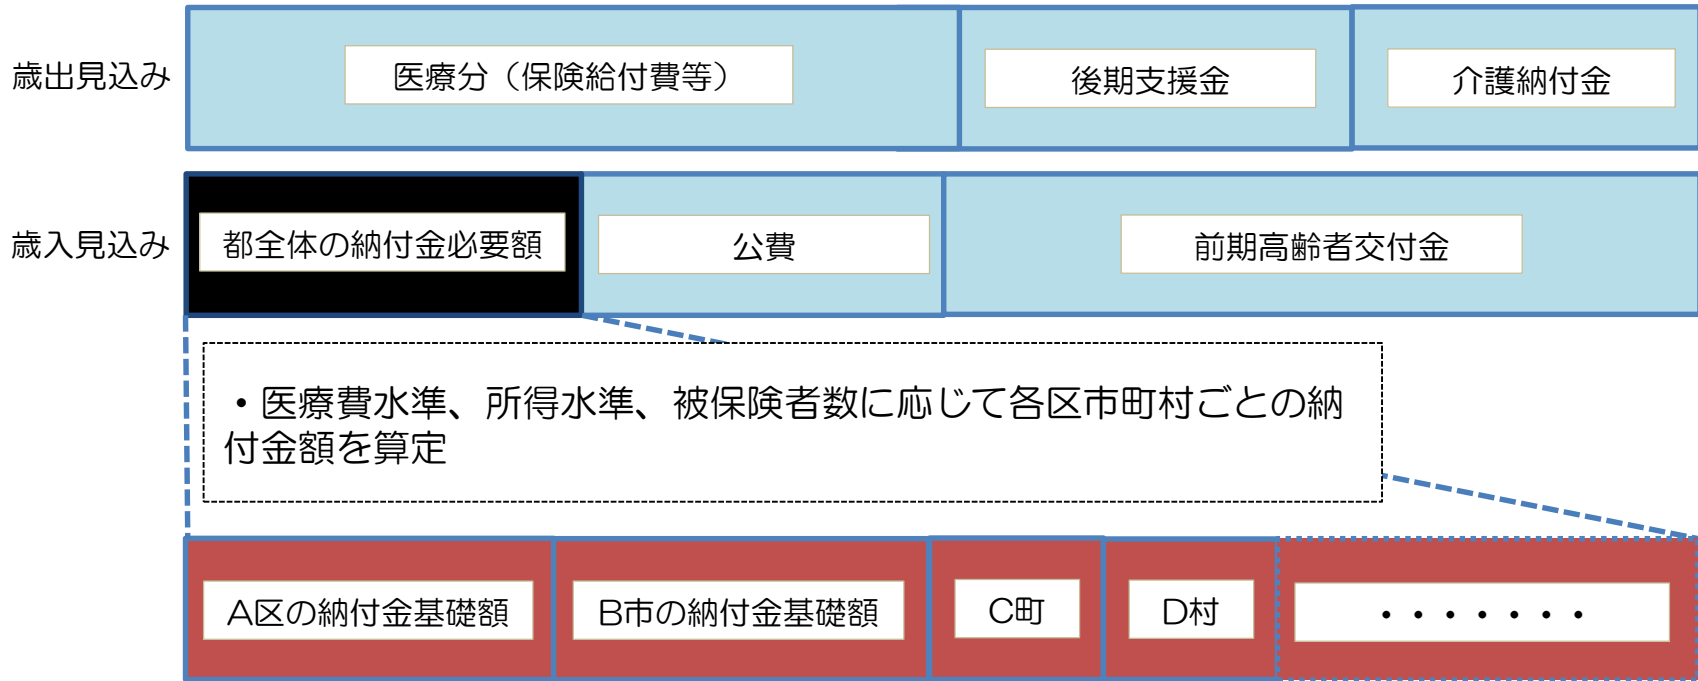 歳出見込み
医療分（保険給付費等）
後期支援金
介護納付金
歳入見込み
都全体の納付金必要額
公費
前期高齢者交付金
・医療費水準、所得水準、被保険者数に応じて各区市町村ごとの納
付金額を算定
A区の納付金基礎額
B市の納付金基礎額
C町
D村
・・・・・・・